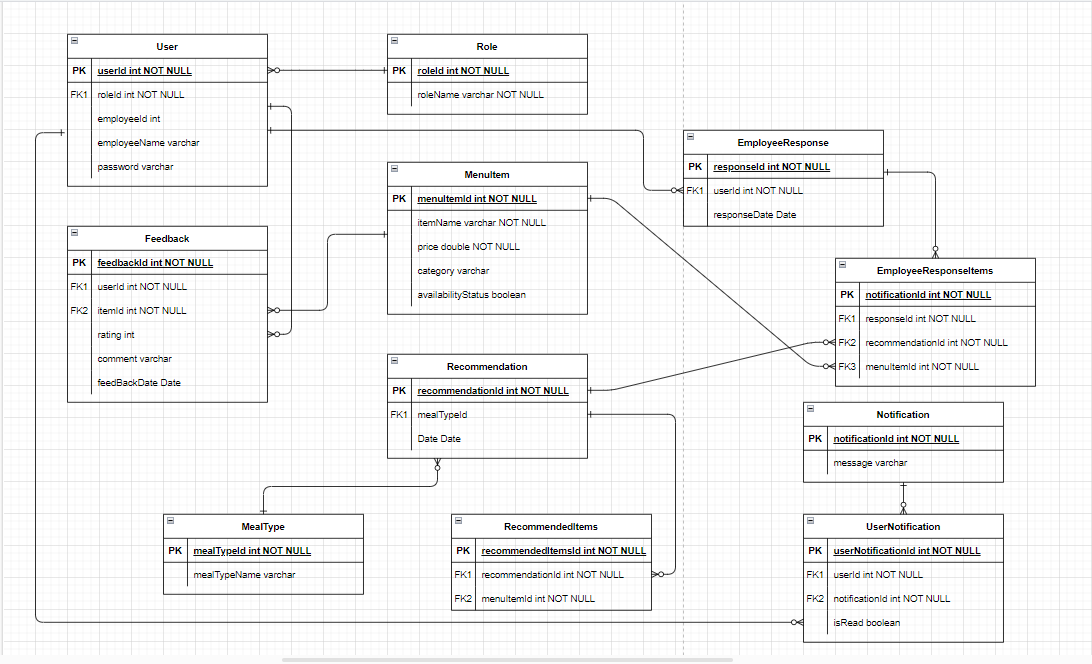 User
PK userId int NOT NULL
FK1 roleId int NOT NULL
employeeId int
employeeName varchar
password varchar
Role
PK roleId int NOT NULL
roleName varchar NOT NULL
EmployeeResponse
PK responseId int NOT NULL
FK1 userId int NOT NULL
responseDate Date
MenuItem
PK menuItemId int NOT NULL
itemName varchar NOT NULL
price double NOT NULL
category varchar
availabilityStatus boolean
Feedback
PK feedbackId int NOT NULL
FK1 userId int NOT NULL
FK2 itemId int NOT NULL
rating int
comment varchar
feedBackDate Date
EmployeeResponseItems
PK notificationId int NOT NULL
FK1 responseId int NOT NULL
FK2 recommendationId int NOT NULL
FK3 menuItemId int NOT NULL
Recommendation
PK recommendationId int NOT NULL
FK1 mealTypeId
Date Date
Notification
PK notificationId int NOT NULL
message varchar
MealType
PK mealTypeId int NOT NULL
mealTypeName varchar
RecommendedItems
PK recommendedItemsId int NOT NULL
FK1 recommendationId int NOT NULL
FK2 menuItemId int NOT NULL
UserNotification
PK userNotificationId int NOT NULL
FK1 userId int NOT NULL
FK2 notificationId int NOT NULL
isRead boolean